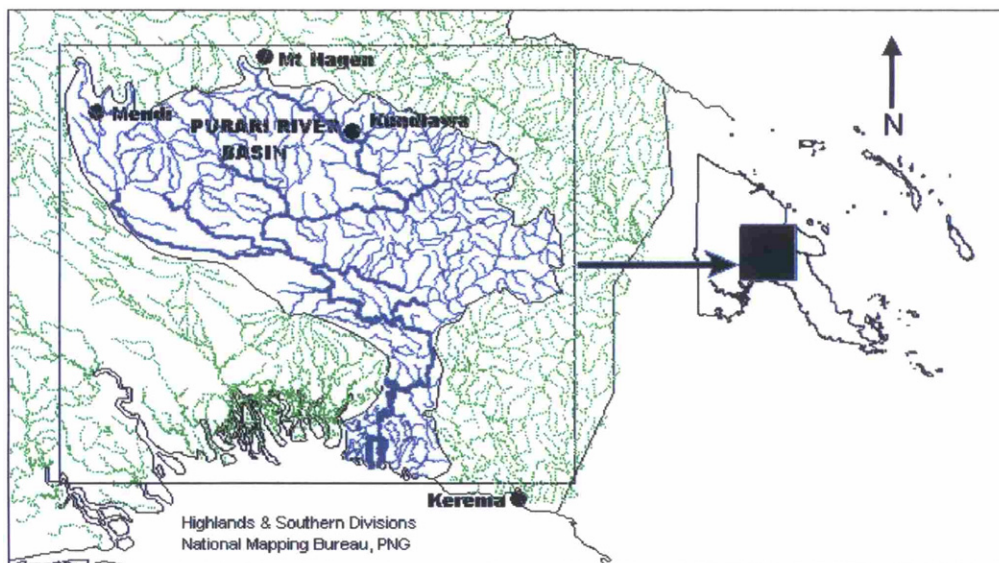 Mt Hagen
Mendi
Kundiawa
PURARI RIVER
BASIN
N
Kerema
Highlands & Southern Divisions
National Mapping Bureau, PNG